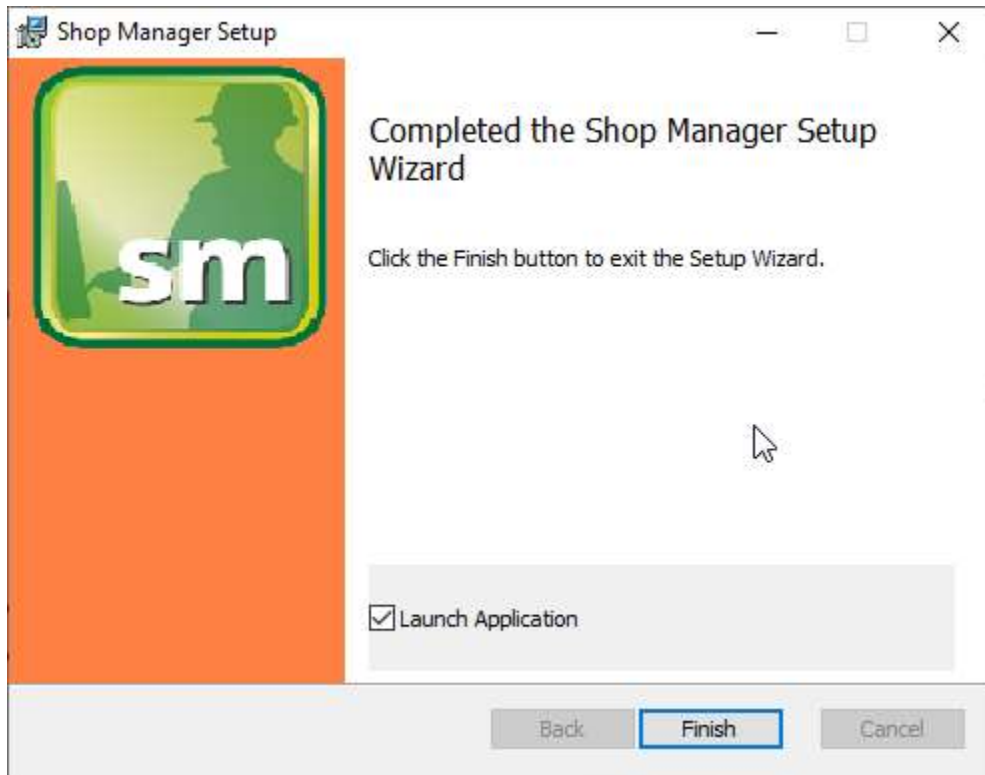 Shop Manager Setup
sm
Completed the Shop Manager Setup
Wizard
Click the Finish button to exit the Setup Wizard.
Launch Application
Back
Finish
Cancel